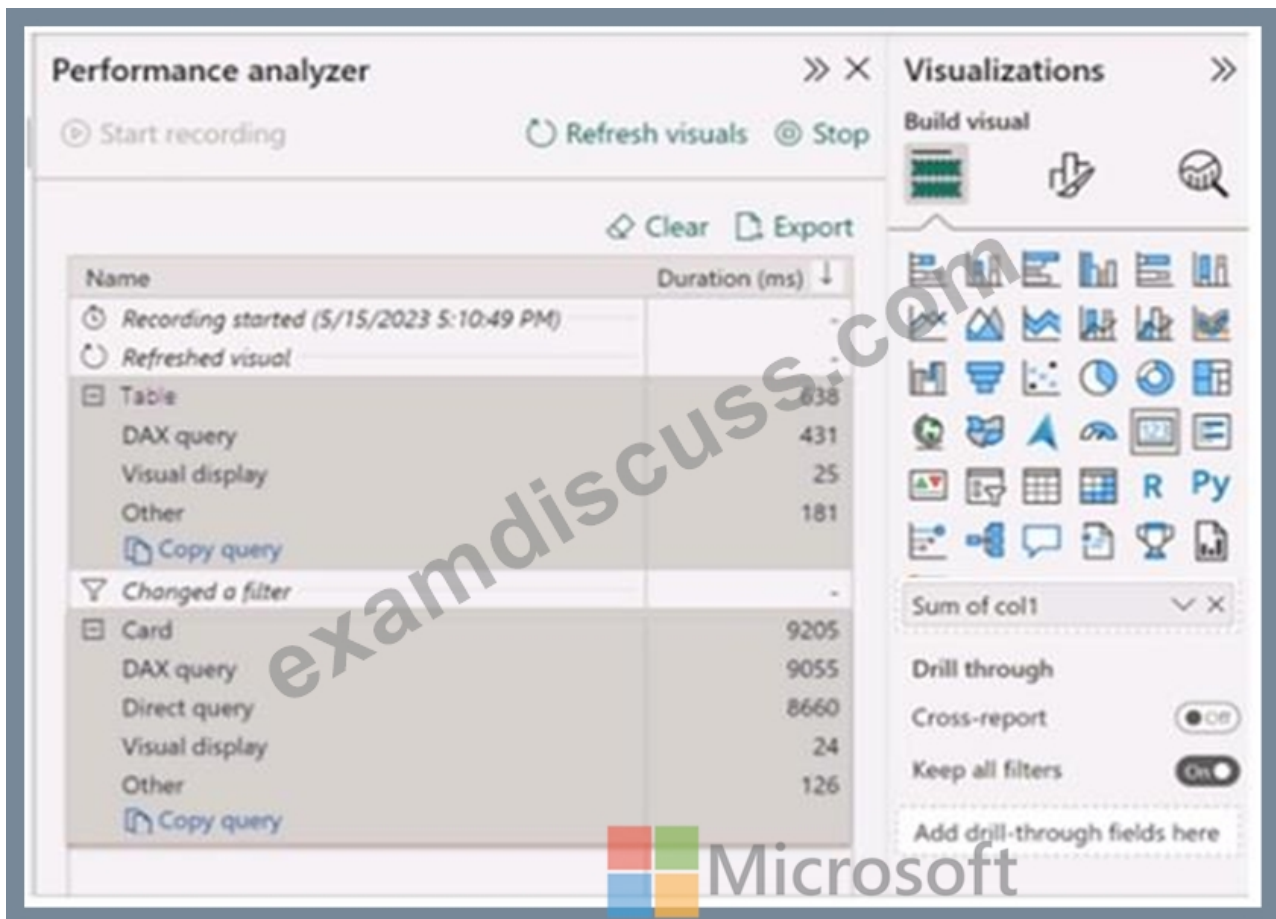 Performance analyzer
Start recording
Refresh visuals
Stop
Clear
Export
Name Duration (ms)
Recording started (5/15/2023 5:10:49 PM) -
Refreshed visual -
Table 638
DAX query 431
Visual display 25
Other 181
Copy query
Changed a filter -
Card 9205
DAX query 9055
Direct query 8660
Visual display 24
Other 126
Copy query
Visualizations
Build visual
123
R Py
Sum of col1
Drill through
Cross-report Off
Keep all filters On
Add drill-through fields here
examdiscuss.com
Microsoft